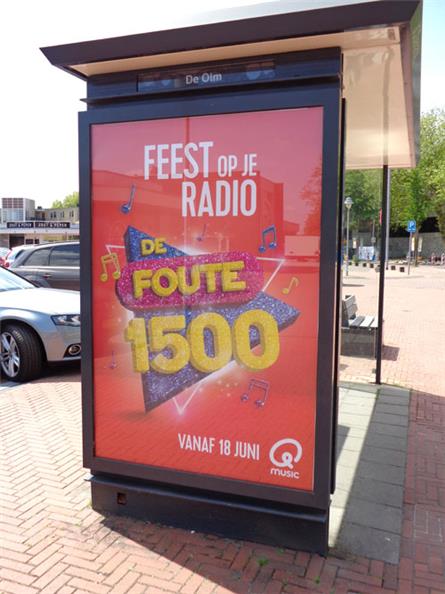 De Olm
FEEST OP JE
RADIO
DE
FOUTE
1500
VANAF 18 JUNI
Q
music